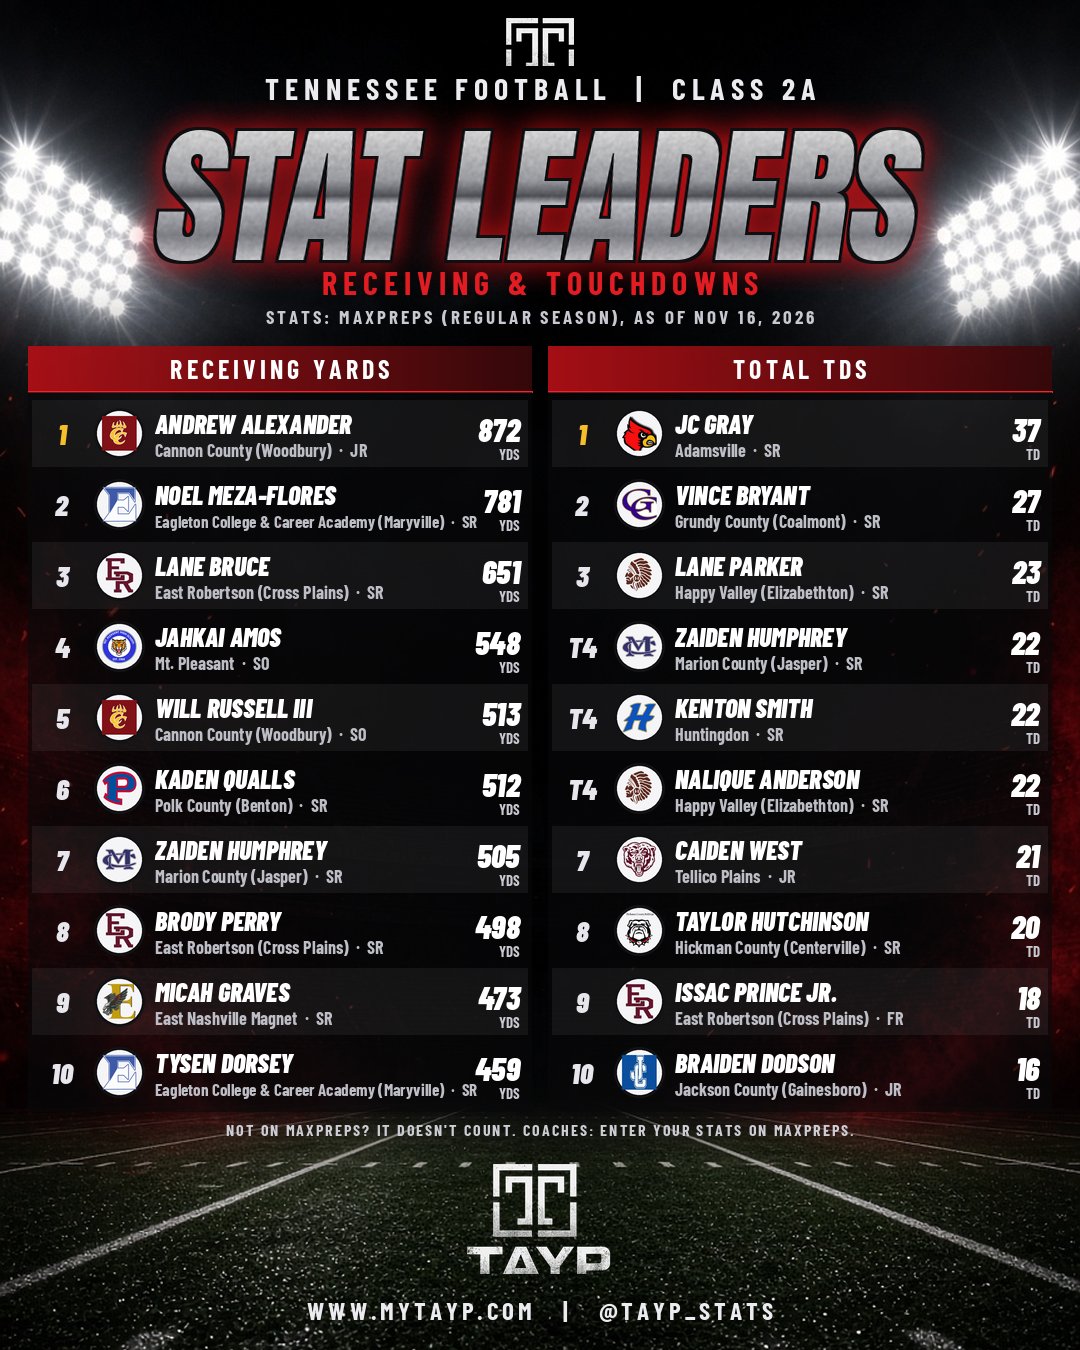 TENNESSEE FOOTBALL | CLASS 2A
STAT LEADERS
RECEIVING & TOUCHDOWNS
STATS: MAXPREPS (REGULAR SEASON), AS OF NOV 16, 2026
RECEIVING YARDS
1 ANDREW ALEXANDER 872
Cannon County (Woodbury) · JR YDS
2 NOEL MEZA-FLORES 781
Eagleton College & Career Academy (Maryville) · SR YDS
3 LANE BRUCE 651
East Robertson (Cross Plains) · SR YDS
4 JAHKAI AMOS 548
Mt. Pleasant · SO YDS
5 WILL RUSSELL III 513
Cannon County (Woodbury) · SO YDS
6 KADEN QUALLS 512
Polk County (Benton) · SR YDS
7 ZAIDEN HUMPHREY 505
Marion County (Jasper) · SR YDS
8 BRODY PERRY 498
East Robertson (Cross Plains) · SR YDS
9 MICAH GRAVES 473
East Nashville Magnet · SR YDS
10 TYSEN DORSEY 459
Eagleton College & Career Academy (Maryville) · SR YDS
TOTAL TDS
1 JC GRAY 37
Adamsville · SR TD
2 VINCE BRYANT 27
Grundy County (Coalmont) · SR TD
3 LANE PARKER 23
Happy Valley (Elizabethton) · SR TD
T4 ZAIDEN HUMPHREY 22
Marion County (Jasper) · SR TD
T4 KENTON SMITH 22
Huntingdon · SR TD
T4 NALIQUE ANDERSON 22
Happy Valley (Elizabethton) · SR TD
7 CAIDEN WEST 21
Tellico Plains · JR TD
8 TAYLOR HUTCHINSON 20
Hickman County (Centerville) · SR TD
9 ISSAC PRINCE JR. 18
East Robertson (Cross Plains) · FR TD
10 BRAIDEN DODSON 16
Jackson County (Gainesboro) · JR TD
NOT ON MAXPREPS? IT DOESN'T COUNT. COACHES: ENTER YOUR STATS ON MAXPREPS.
TAYP
WWW.MYTAYP.COM | @TAYP_STATS